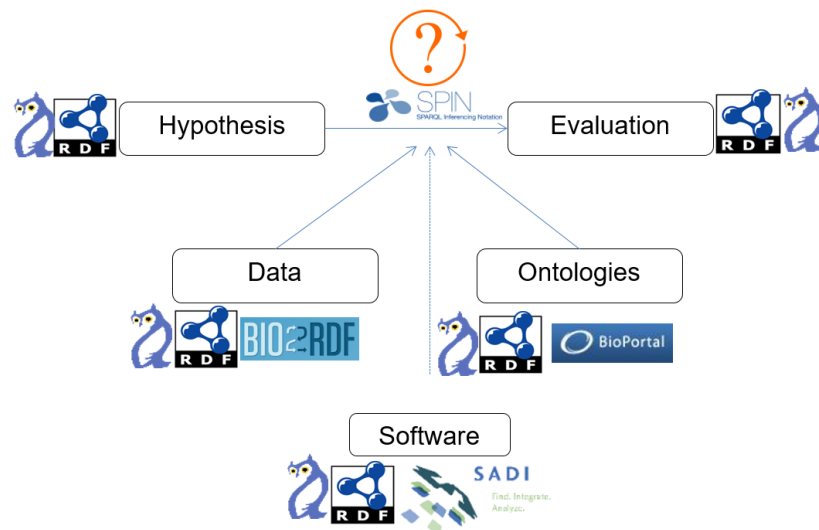 ?
SPIN
SPARQL Inferencing Notation
Hypothesis
Evaluation
RDF
RDF
Data
Ontologies
RDF
BIO2RDF
RDF
BioPortal
Software
RDF
SADI
Find. Integrate.
Analyze.